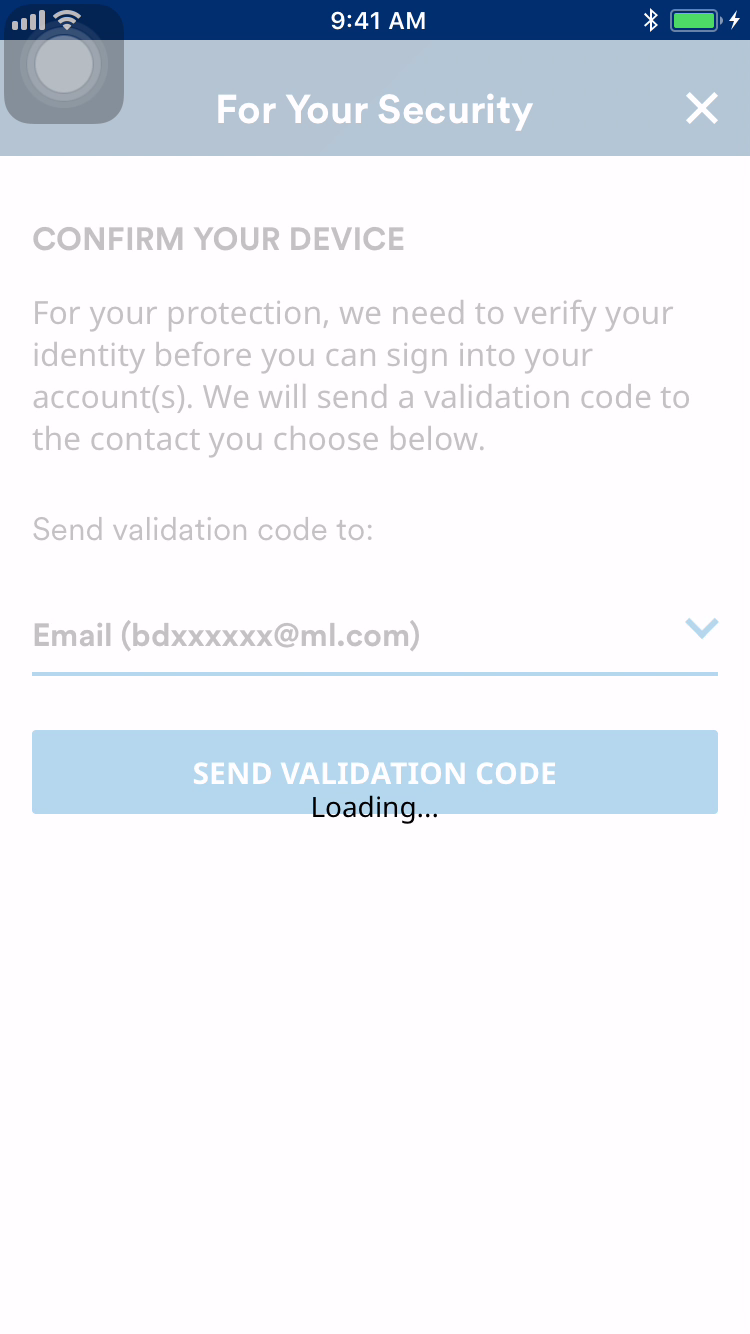 9:41 AM
For Your Security
CONFIRM YOUR DEVICE
For your protection, we need to verify your
identity before you can sign into your
account(s). We will send a validation code to
the contact you choose below.
Send validation code to:
Email (bdxxxxxx@ml.com)
SEND VALIDATION CODE
Loading...